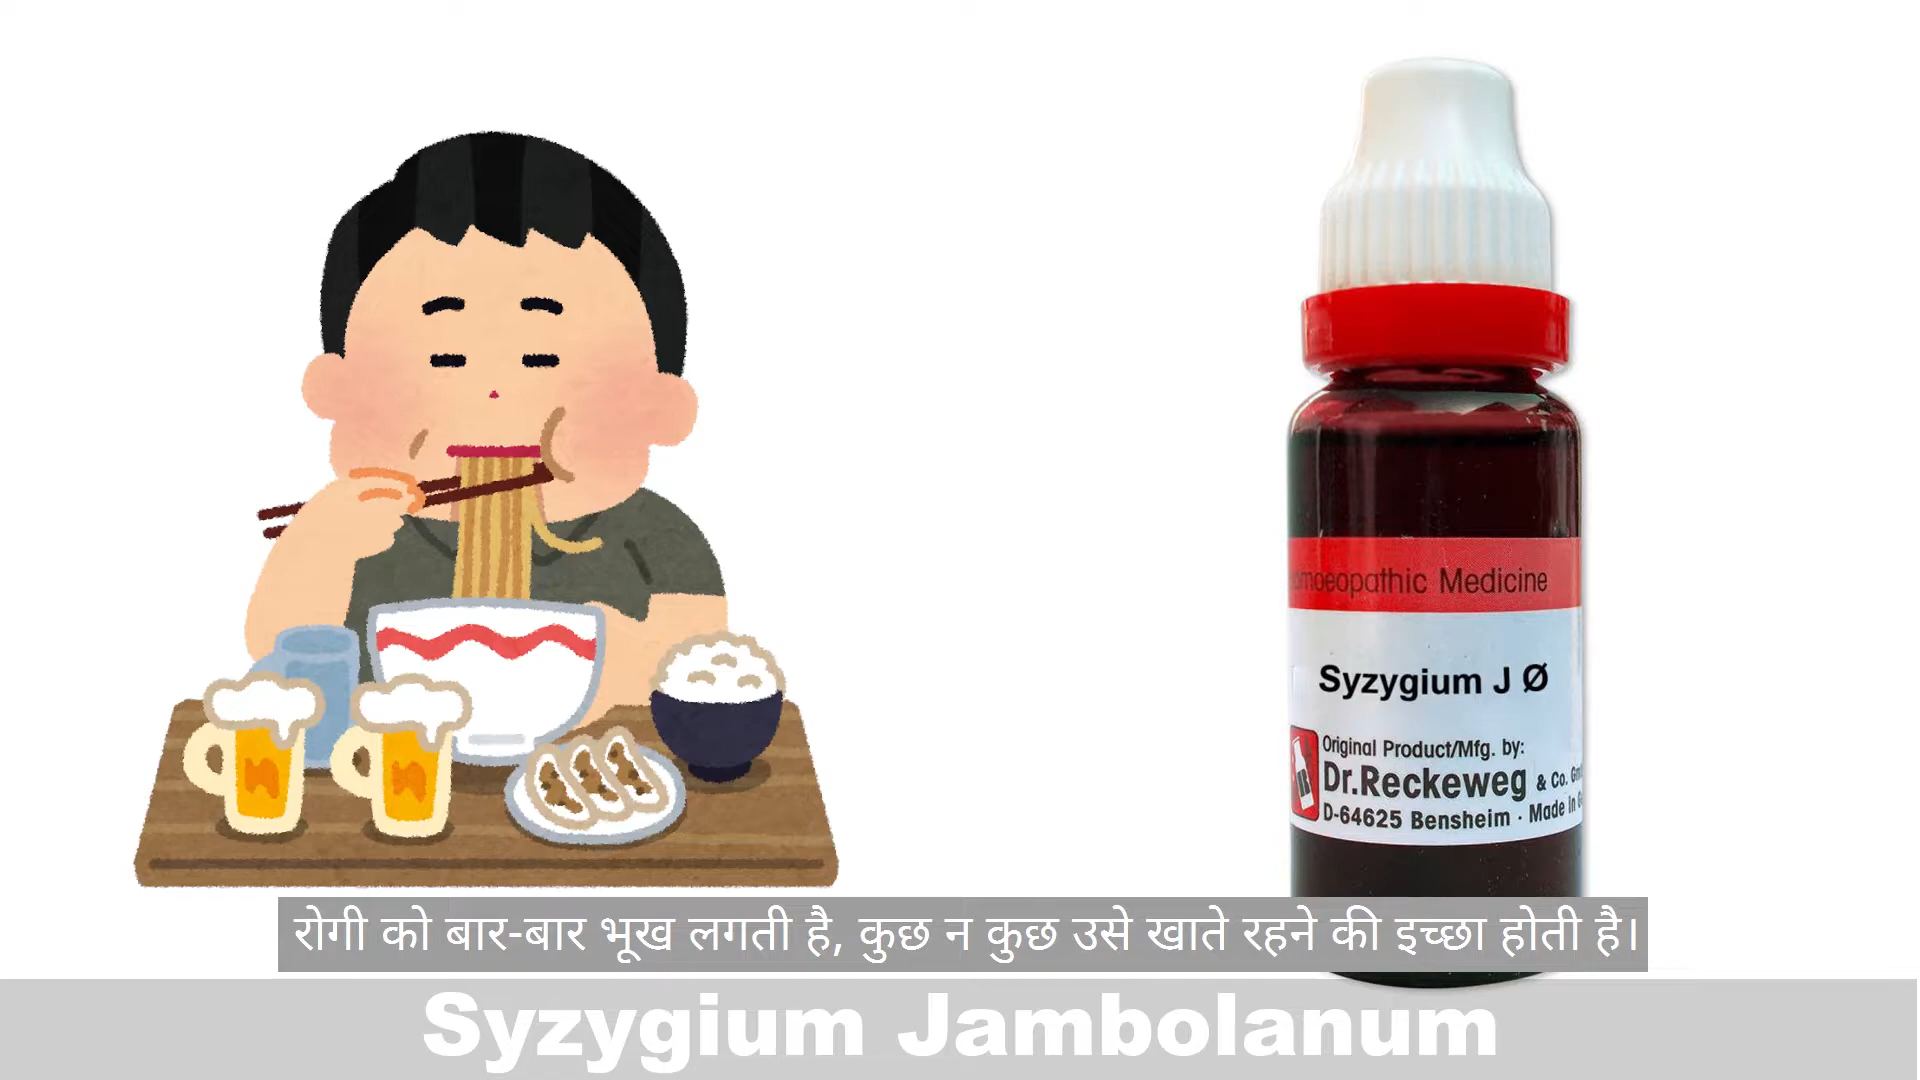 Medicine
Syzygium J Ø
Original Product/Mfg. by:
Dr.Reckeweg & Co.
D-64625 Bensheim · Made in
रोगी को बार-बार भूख लगती है, कुछ न कुछ उसे खाते रहने की इच्छा होती है।
Syzygium Jambolanum